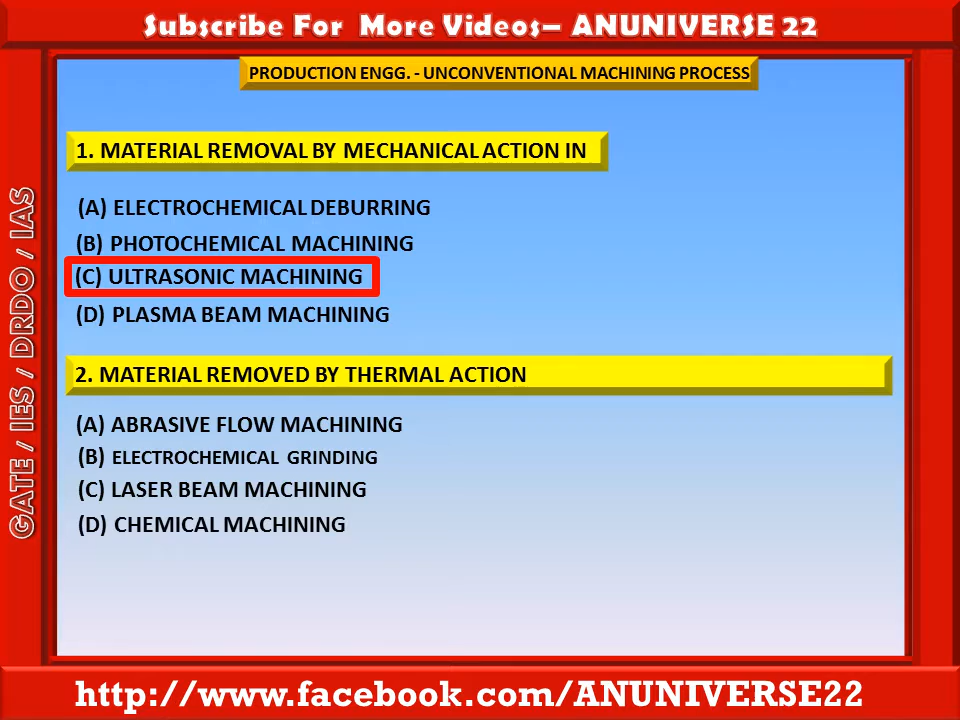 Subscribe For More Videos– ANUNIVERSE 22
PRODUCTION ENGG. - UNCONVENTIONAL MACHINING PROCESS
GATE / IES / DRDO / IAS
1. MATERIAL REMOVAL BY MECHANICAL ACTION IN
(A) ELECTROCHEMICAL DEBURRING
(B) PHOTOCHEMICAL MACHINING
(C) ULTRASONIC MACHINING
(D) PLASMA BEAM MACHINING
2. MATERIAL REMOVED BY THERMAL ACTION
(A) ABRASIVE FLOW MACHINING
(B) ELECTROCHEMICAL GRINDING
(C) LASER BEAM MACHINING
(D) CHEMICAL MACHINING
http://www.facebook.com/ANUNIVERSE22